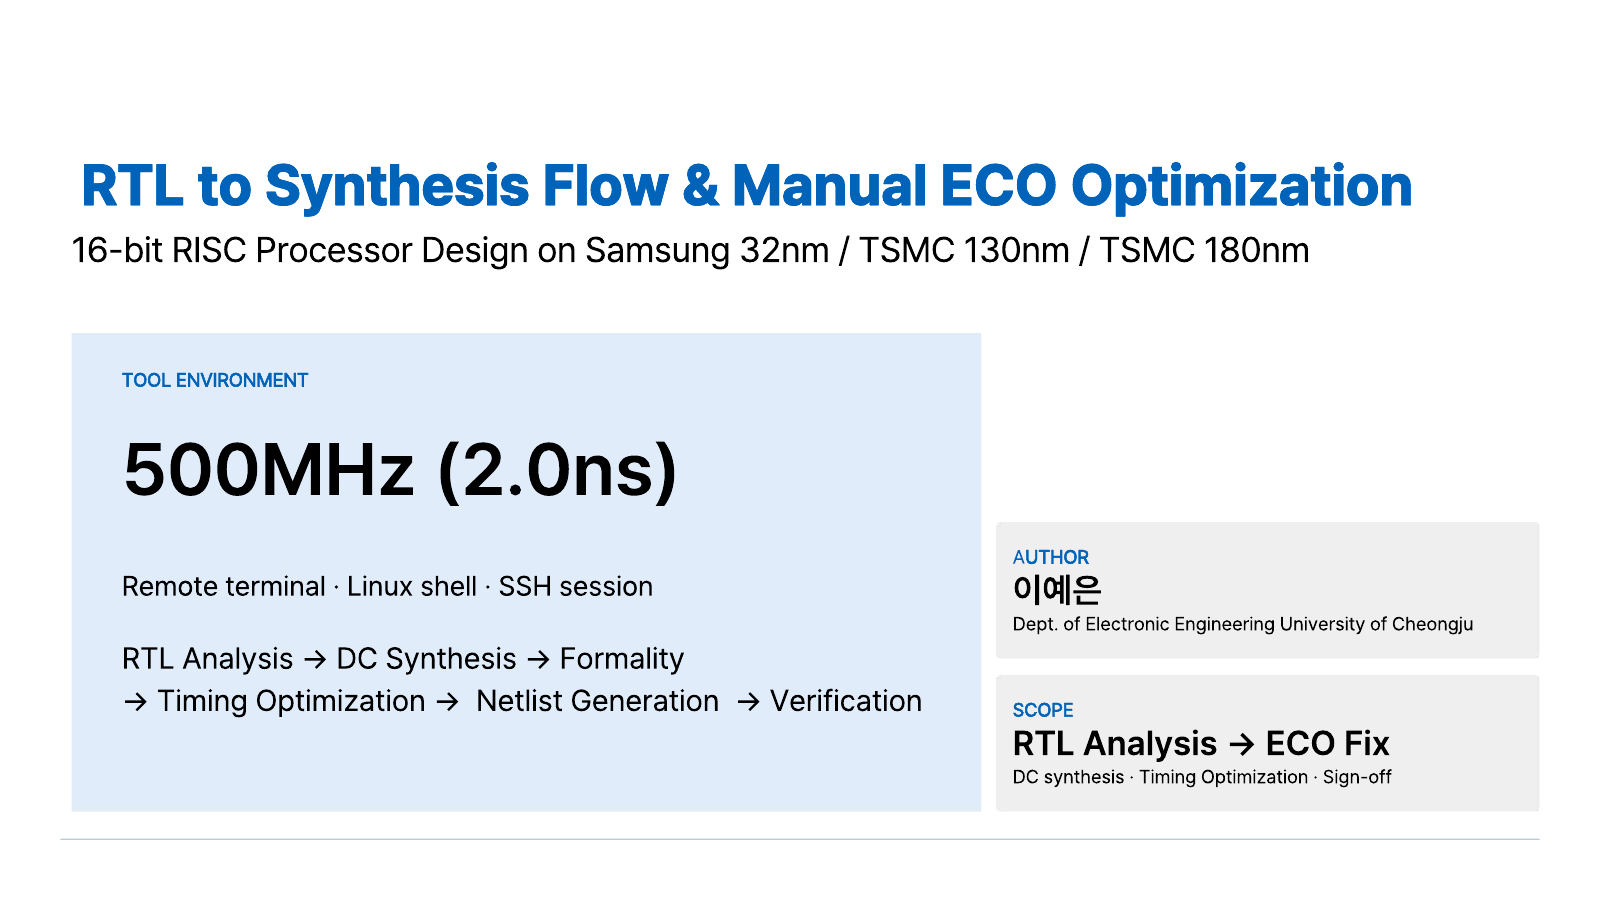 RTL to Synthesis Flow & Manual ECO Optimization
16-bit RISC Processor Design on Samsung 32nm / TSMC 130nm / TSMC 180nm
TOOL ENVIRONMENT
500MHz (2.0ns)
Remote terminal · Linux shell · SSH session
RTL Analysis → DC Synthesis → Formality
→ Timing Optimization → Netlist Generation → Verification
AUTHOR
이예은
Dept. of Electronic Engineering University of Cheongju
SCOPE
RTL Analysis → ECO Fix
DC synthesis · Timing Optimization · Sign-off